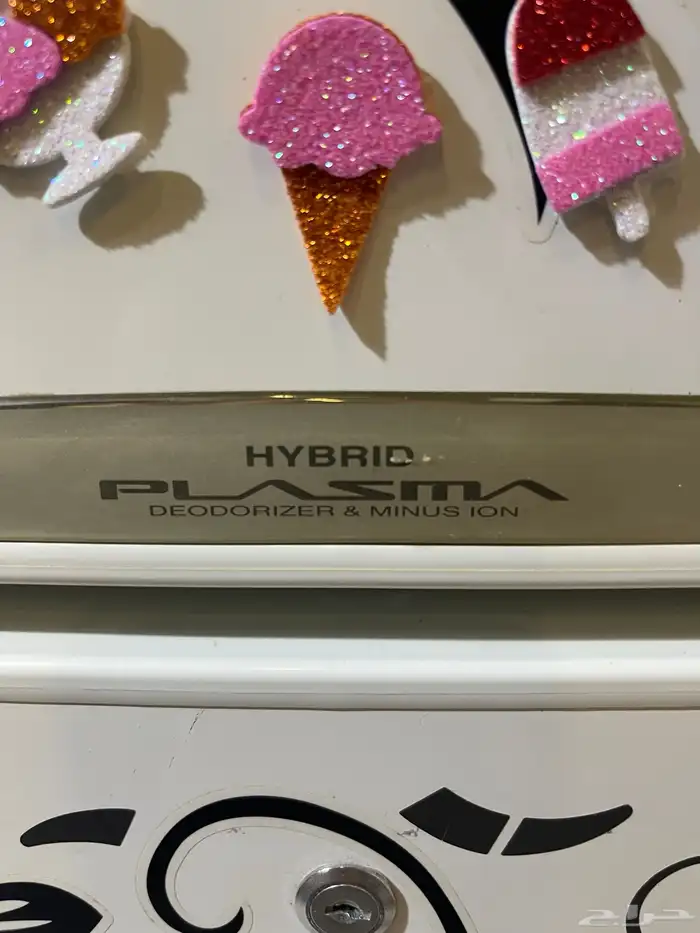 HYBRID
PLASMA
DEODORIZER & MINUS ION
حراج